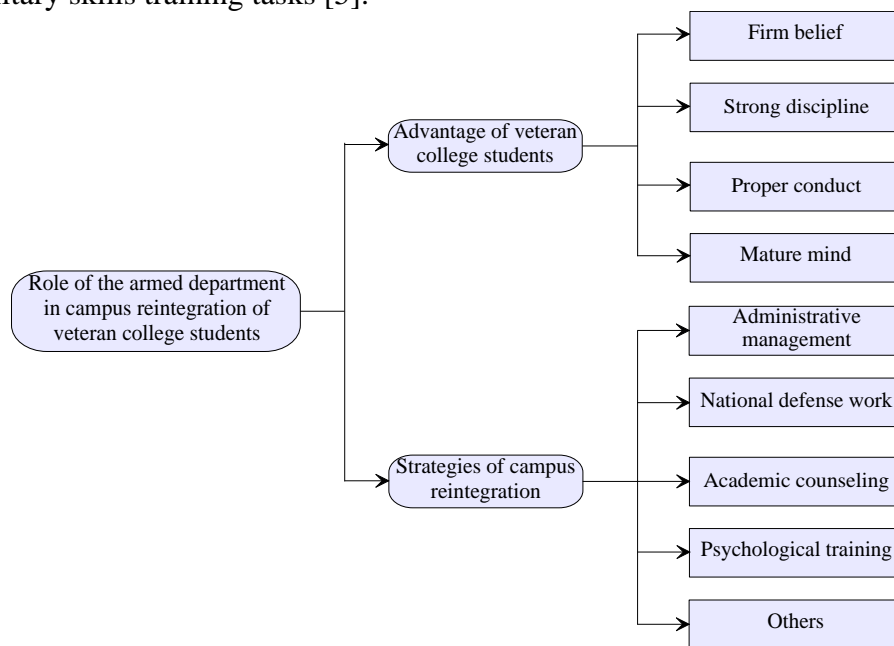 skills training tasks [5].
Firm belief
Strong discipline
Proper conduct
Mature mind
Advantage of veteran
college students
Role of the armed department
in campus reintegration of
veteran college students
Strategies of campus
reintegration
Administrative
management
National defense work
Academic counseling
Psychological training
Others